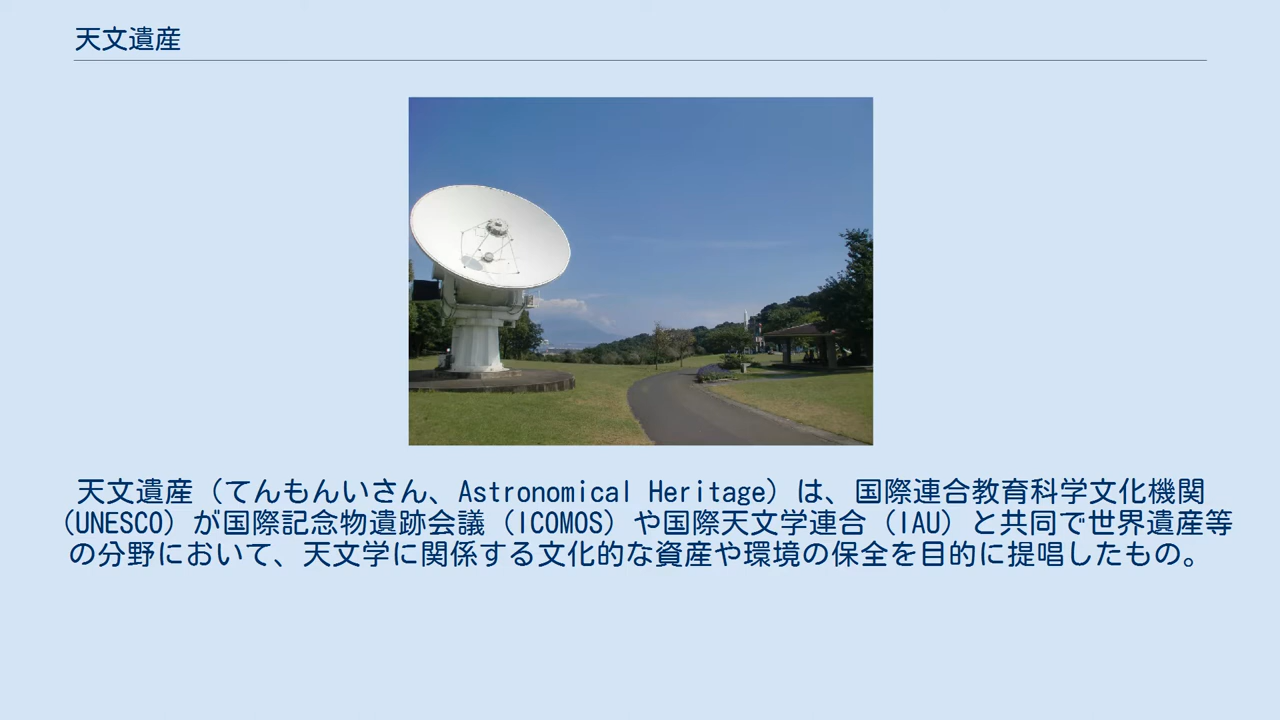 天文遺産
天文遺産（てんもんいさん、Astronomical Heritage）は、国際連合教育科学文化機関
（UNESCO）が国際記念物遺跡会議（ICOMOS）や国際天文学連合（IAU）と共同で世界遺産等
の分野において、天文学に関係する文化的な資産や環境の保全を目的に提唱したもの。